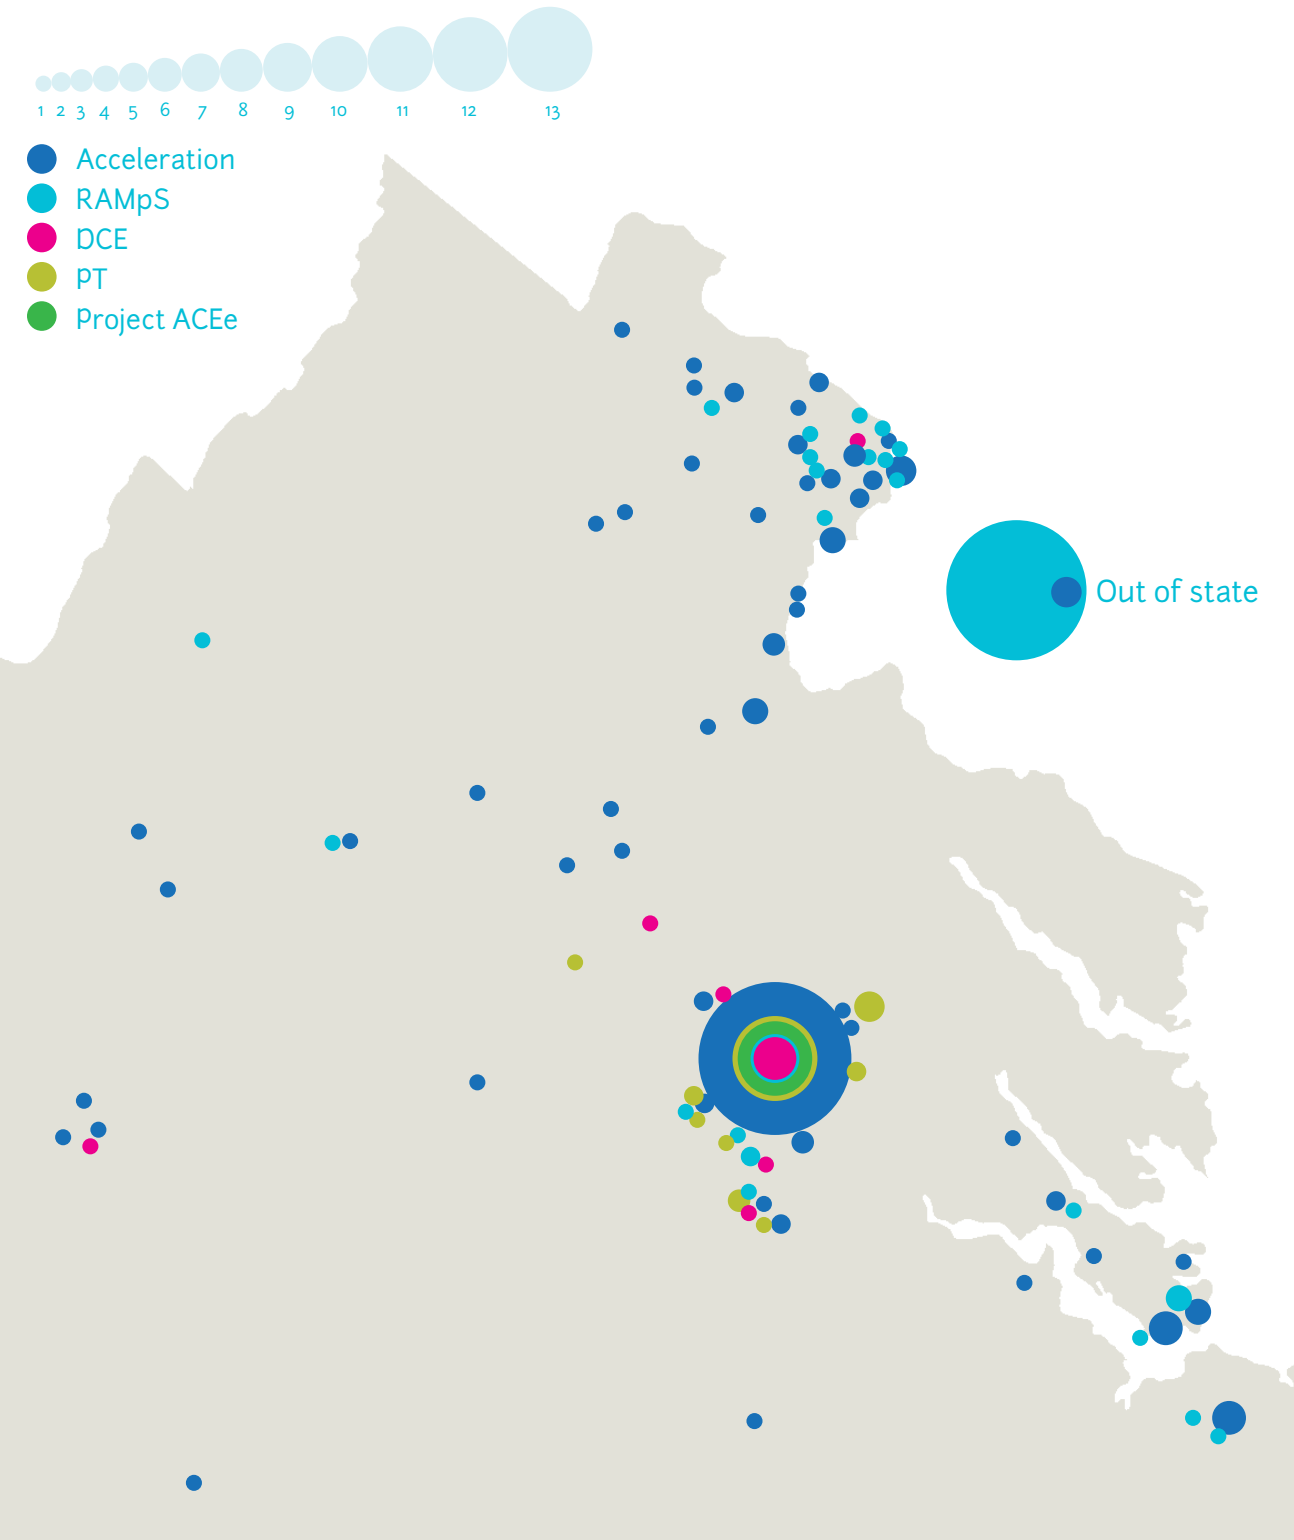 1 2 3 4 5 6 7 8 9 10 11 12 13
Acceleration
RAMpS
DCE
PT
Project ACEe
Out of state